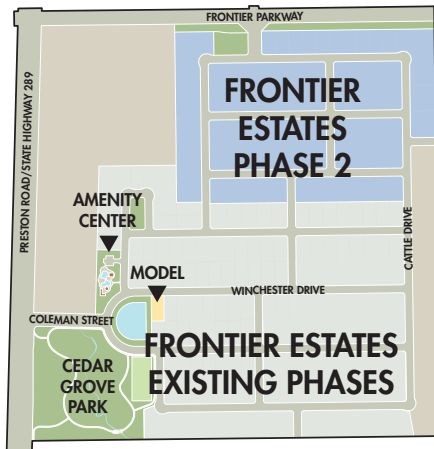 FRONTIER PARKWAY
PRESTON ROAD/STATE HIGHWAY 289
FRONTIER
ESTATES
PHASE 2
AMENITY
CENTER
CATTLE DRIVE
MODEL
WINCHESTER DRIVE
COLEMAN STREET
FRONTIER ESTATES
EXISTING PHASES
CEDAR
GROVE
PARK